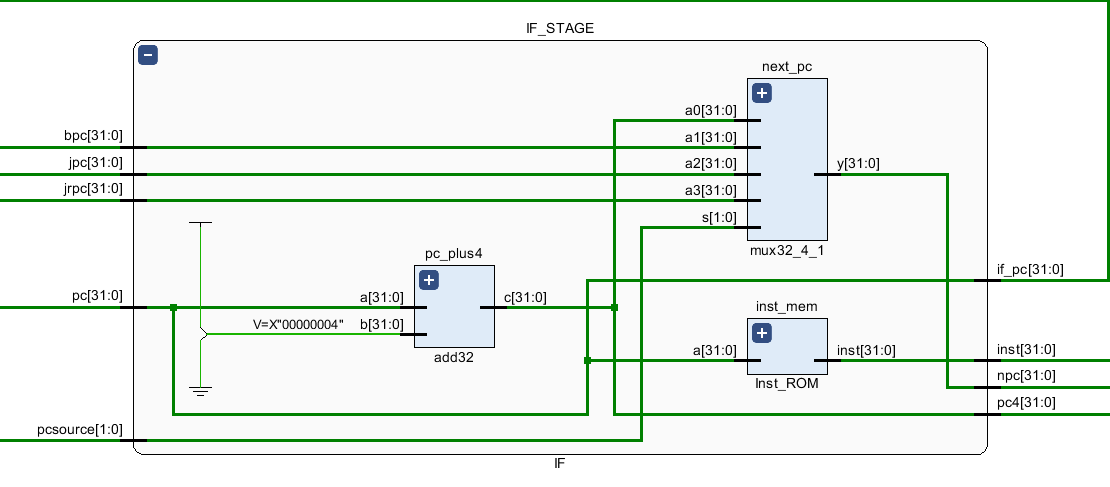 IF_STAGE
next_pc
a0[31:0]
bpc[31:0]
a1[31:0]
jpc[31:0]
a2[31:0]
y[31:0]
jrpc[31:0]
a3[31:0]
s[1:0]
mux32_4_1
pc_plus4
if_pc[31:0]
pc[31:0]
a[31:0]
c[31:0]
inst_mem
V=X"00000004"
b[31:0]
add32
a[31:0]
inst[31:0]
inst[31:0]
npc[31:0]
Inst_ROM
pc4[31:0]
pcsource[1:0]
IF